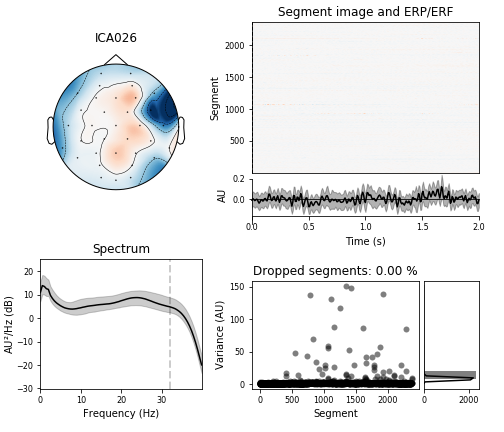 ICA026
Segment image and ERP/ERF
Segment
2000
1500
1000
500
AU
0.2
0.0
0.0 0.5 1.0 1.5 2.0
Time (s)
Spectrum
AU²/Hz (dB)
20
10
0
−10
−20
−30
0 10 20 30
Frequency (Hz)
Dropped segments: 0.00 %
Variance (AU)
150
100
50
0
0 500 1000 1500 2000
Segment
0 2000